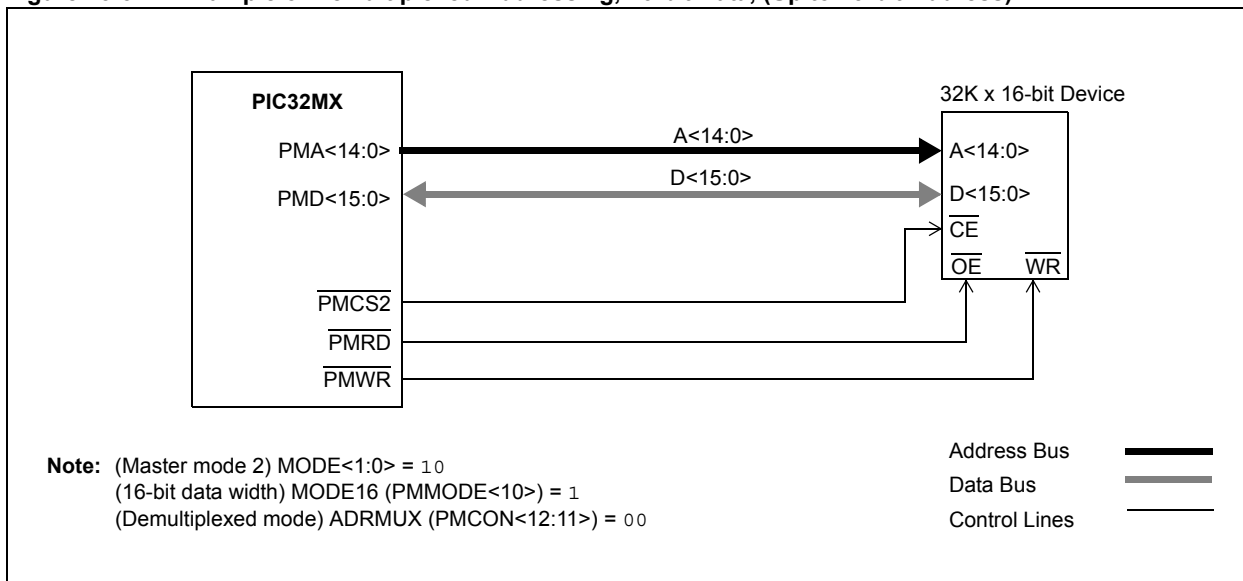 PIC32MX
32K x 16-bit Device
PMA<14:0>
A<14:0>
A<14:0>
PMD<15:0>
D<15:0>
D<15:0>
CE
OE WR
PMCS2
PMRD
PMWR
Note: (Master mode 2) MODE<1:0> = 10
(16-bit data width) MODE16 (PMMODE<10>) = 1
(Demultiplexed mode) ADRMUX (PMCON<12:11>) = 00
Address Bus
Data Bus
Control Lines